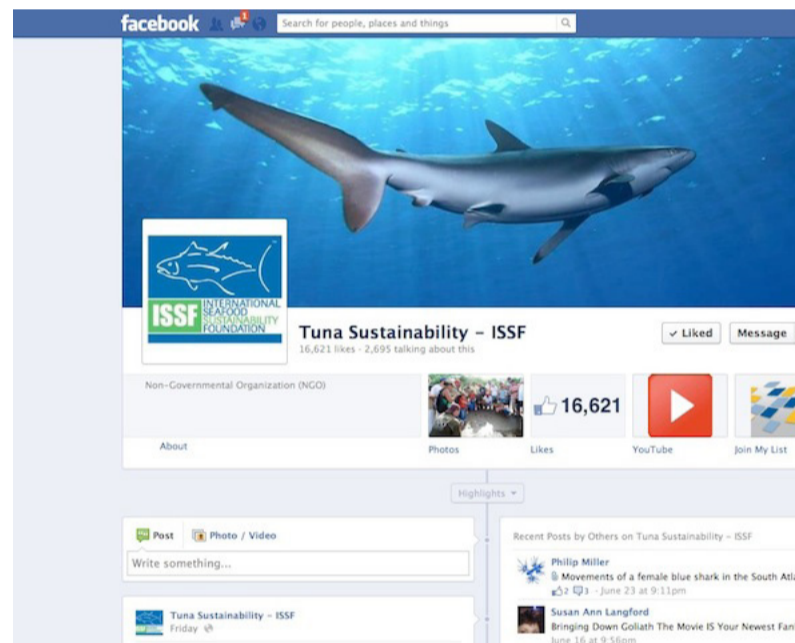 facebook
1
Search for people, places and things
ISSF
INTERNATIONAL
SEAFOOD
SUSTAINABILITY
FOUNDATION
Tuna Sustainability – ISSF
16,621 likes · 2,695 talking about this
✓ Liked
Message
Non-Governmental Organization (NGO)
About
16,621
Photos
Likes
YouTube
Join My List
Highlights
Post
Photo / Video
Write something...
Tuna Sustainability – ISSF
Friday
Recent Posts by Others on Tuna Sustainability – ISSF
Philip Miller
Movements of a female blue shark in the South Atl
2 3 · June 23 at 9:11pm
Susan Ann Langford
Bringing Down Goliath The Movie IS Your Newest Fan
June 16 at 9:56pm